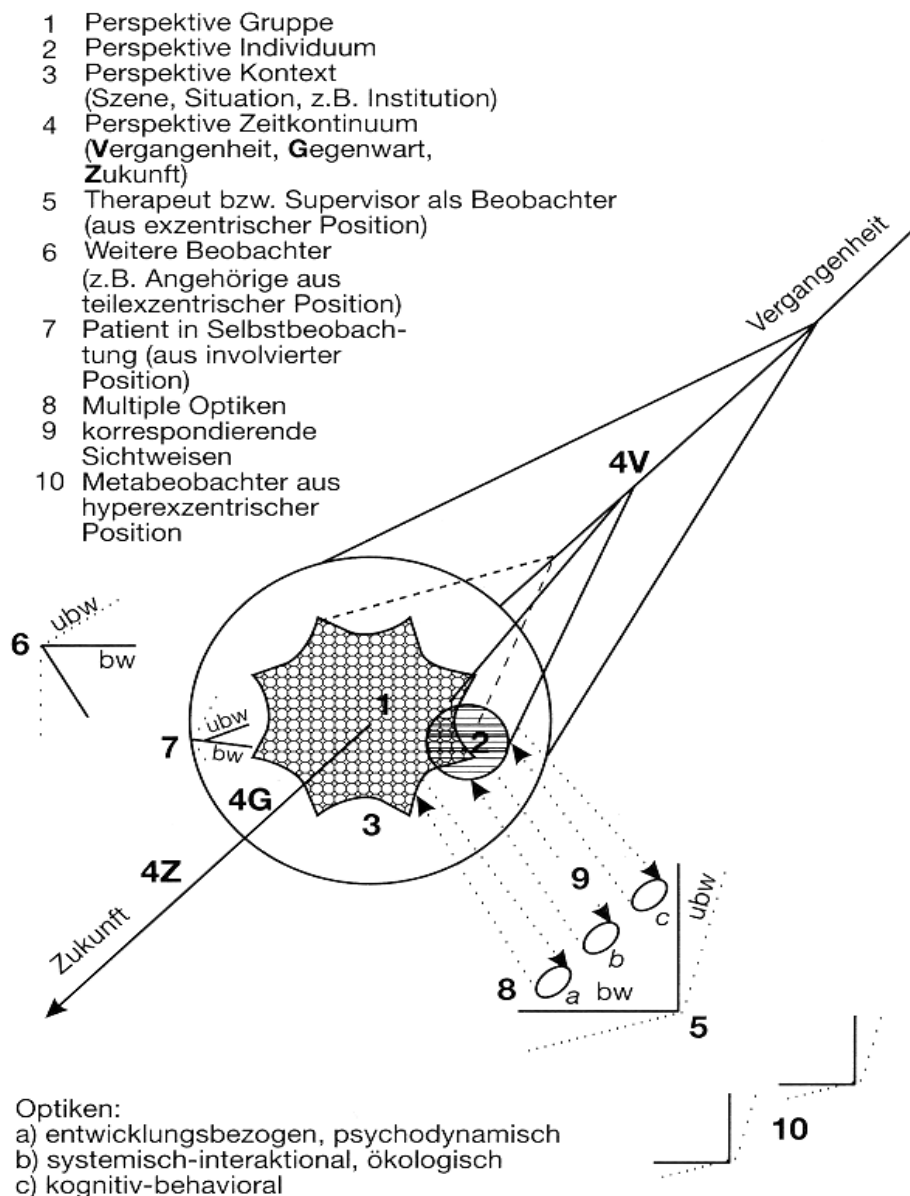 1 Perspektive Gruppe
2 Perspektive Individuum
3 Perspektive Kontext
(Szene, Situation, z.B. Institution)
4 Perspektive Zeitkontinuum
(Vergangenheit, Gegenwart,
Zukunft)
5 Therapeut bzw. Supervisor als Beobachter
(aus exzentrischer Position)
6 Weitere Beobachter
(z.B. Angehörige aus
teilexzentrischer Position)
7 Patient in Selbstbeobach-
tung (aus involvierter
Position)
8 Multiple Optiken
9 korrespondierende
Sichtweisen
10 Metabeobachter aus
hyperexzentrischer
Position
Vergangenheit
4V
6
ubw
bw
1
2
7
ubw
bw
4G
3
4Z
Zukunft
9
c
ubw
b
8
a
bw
5
10
Optiken:
a) entwicklungsbezogen, psychodynamisch
b) systemisch-interaktional, ökologisch
c) kognitiv-behavioral